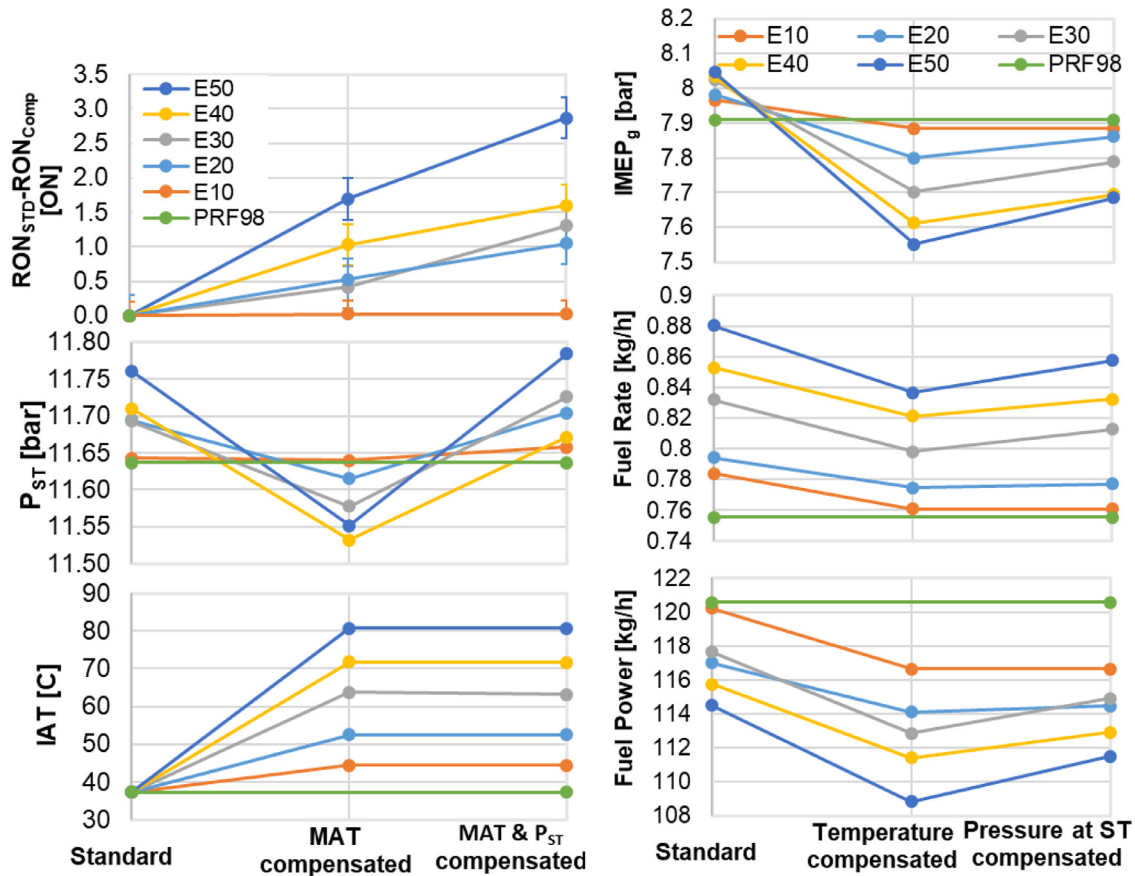 RON_STD-RON_Comp
[ON]
3.5
3.0
2.5
2.0
1.5
1.0
0.5
0.0
E50
E40
E30
E20
E10
PRF98
P_ST [bar]
11.80
11.75
11.70
11.65
11.60
11.55
11.50
IAT [C]
90
80
70
60
50
40
30
Standard
MAT
compensated
MAT & P_ST
compensated
IMEP_g [bar]
8.2
8.1
8
7.9
7.8
7.7
7.6
7.5
E10 E20 E30
E40 E50 PRF98
Fuel Rate [kg/h]
0.9
0.88
0.86
0.84
0.82
0.8
0.78
0.76
0.74
Fuel Power [kg/h]
122
120
118
116
114
112
110
108
Standard
Temperature
compensated
Pressure at ST
compensated